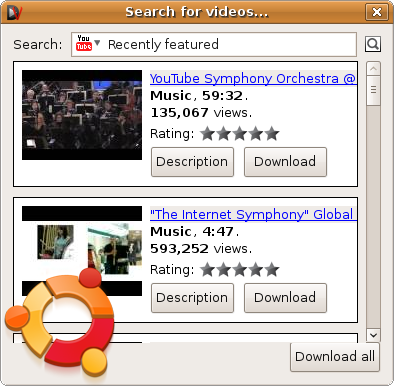 Search for videos...
Search: You Tube Recently featured
YouTube Symphony Orchestra @
Music, 59:32.
135,067 views.
Rating:
Description Download
"The Internet Symphony" Global
Music, 4:47.
593,252 views.
Rating:
Description Download
Download all